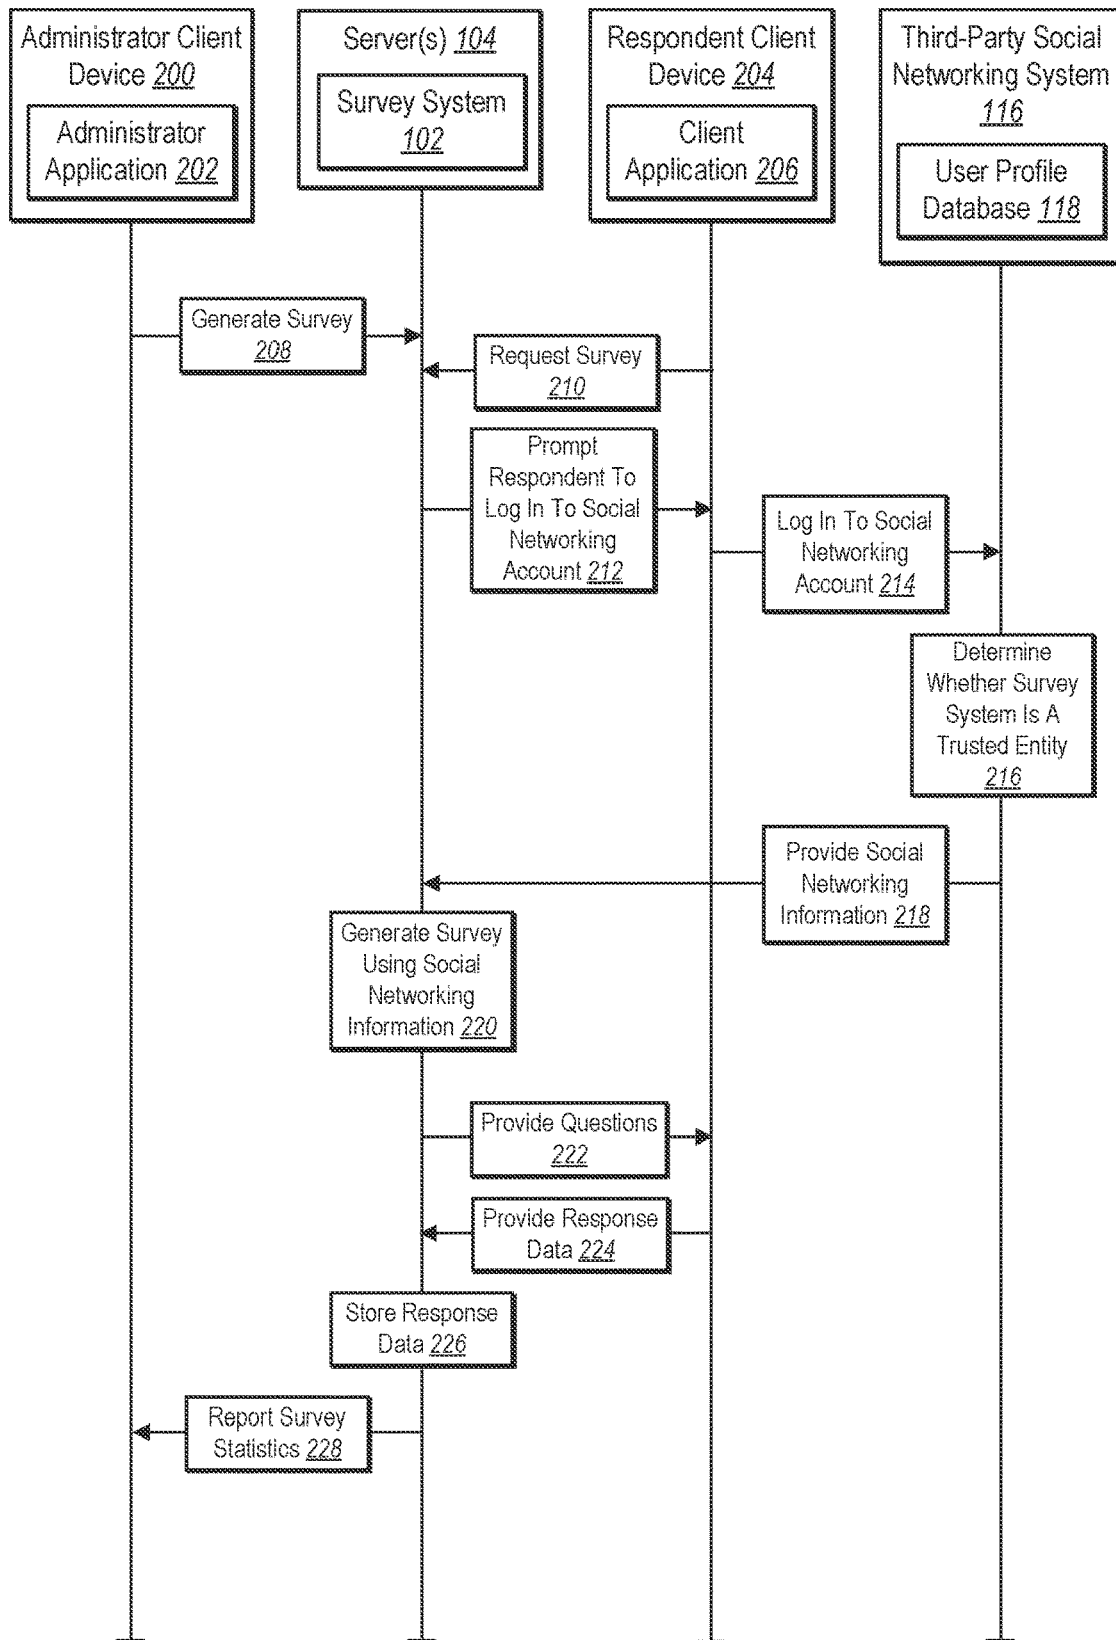 Administrator Client
Device 200
Administrator
Application 202
Server(s) 104
Survey System
102
Respondent Client
Device 204
Client
Application 206
Third-Party Social
Networking System
116
User Profile
Database 118
Generate Survey
208
Request Survey
210
Prompt
Respondent To
Log In To Social
Networking
Account 212
Log In To Social
Networking
Account 214
Determine
Whether Survey
System Is A
Trusted Entity
216
Provide Social
Networking
Information 218
Generate Survey
Using Social
Networking
Information 220
Provide Questions
222
Provide Response
Data 224
Store Response
Data 226
Report Survey
Statistics 228